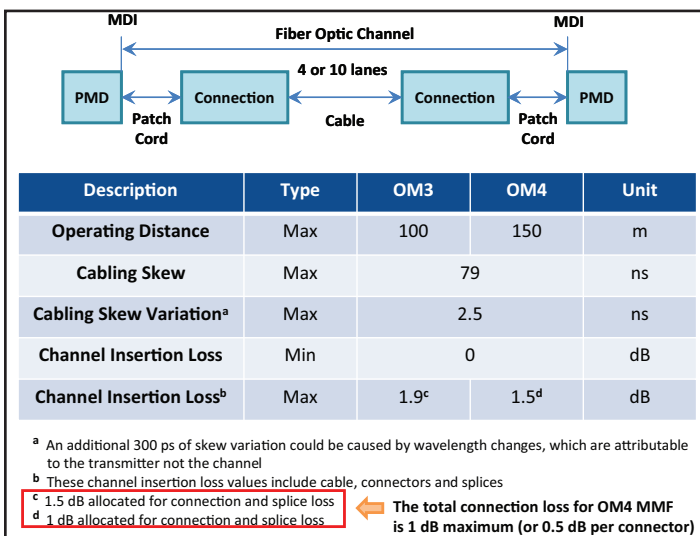 MDI MDI
Fiber Optic Channel
4 or 10 lanes
PMD Connection Connection PMD
Patch Cord Cable Patch Cord
Description Type OM3 OM4 Unit
Operating Distance Max 100 150 m
Cabling Skew Max 79 ns
Cabling Skew Variationᵃ Max 2.5 ns
Channel Insertion Loss Min 0 dB
Channel Insertion Lossᵇ Max 1.9ᶜ 1.5ᵈ dB
ᵃ An additional 300 ps of skew variation could be caused by wavelength changes, which are attributable
to the transmitter not the channel
ᵇ These channel insertion loss values include cable, connectors and splices
ᶜ 1.5 dB allocated for connection and splice loss
ᵈ 1 dB allocated for connection and splice loss
The total connection loss for OM4 MMF
is 1 dB maximum (or 0.5 dB per connector)